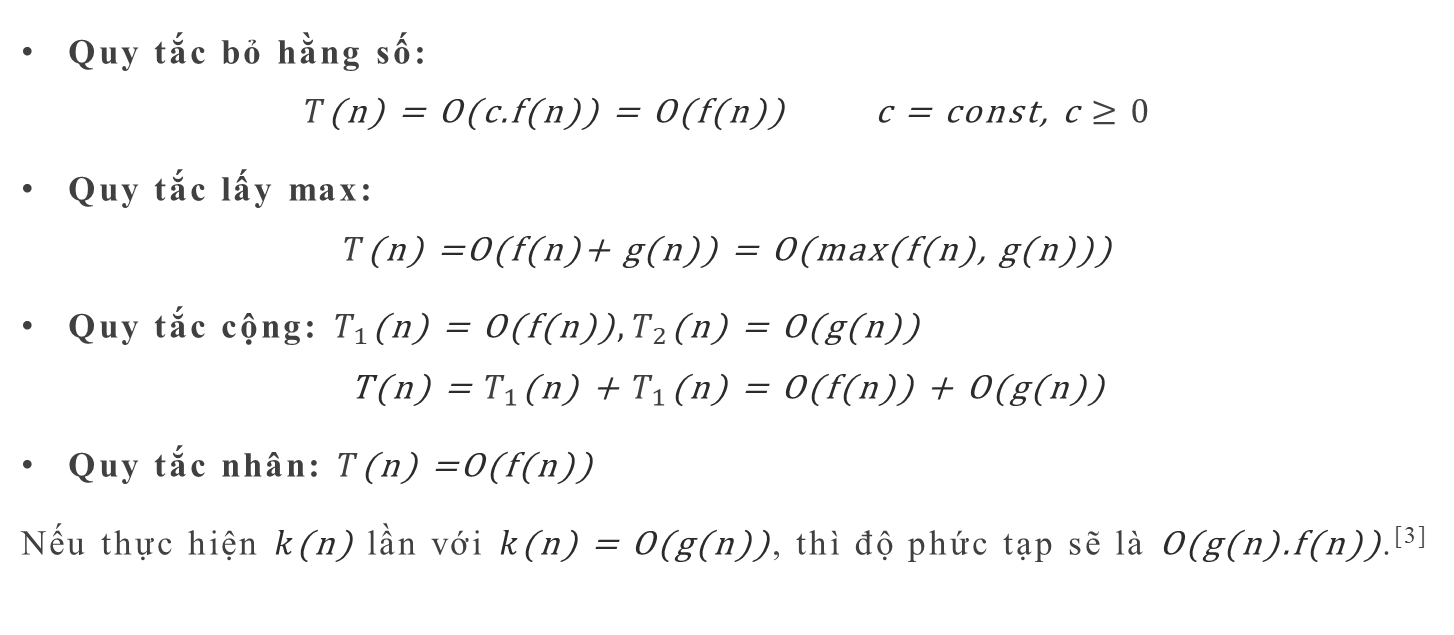 • Quy tắc bỏ hằng số:
T(n) = O(c.f(n)) = O(f(n)) c = const, c ≥ 0
• Quy tắc lấy max:
T(n) =O(f(n)+ g(n)) = O(max(f(n), g(n)))
• Quy tắc cộng: T₁(n) = O(f(n)), T₂(n) = O(g(n))
T(n) = T₁(n) + T₁(n) = O(f(n)) + O(g(n))
• Quy tắc nhân: T(n) =O(f(n))
Nếu thực hiện k(n) lần với k(n) = O(g(n)), thì độ phức tạp sẽ là O(g(n).f(n)).[3]